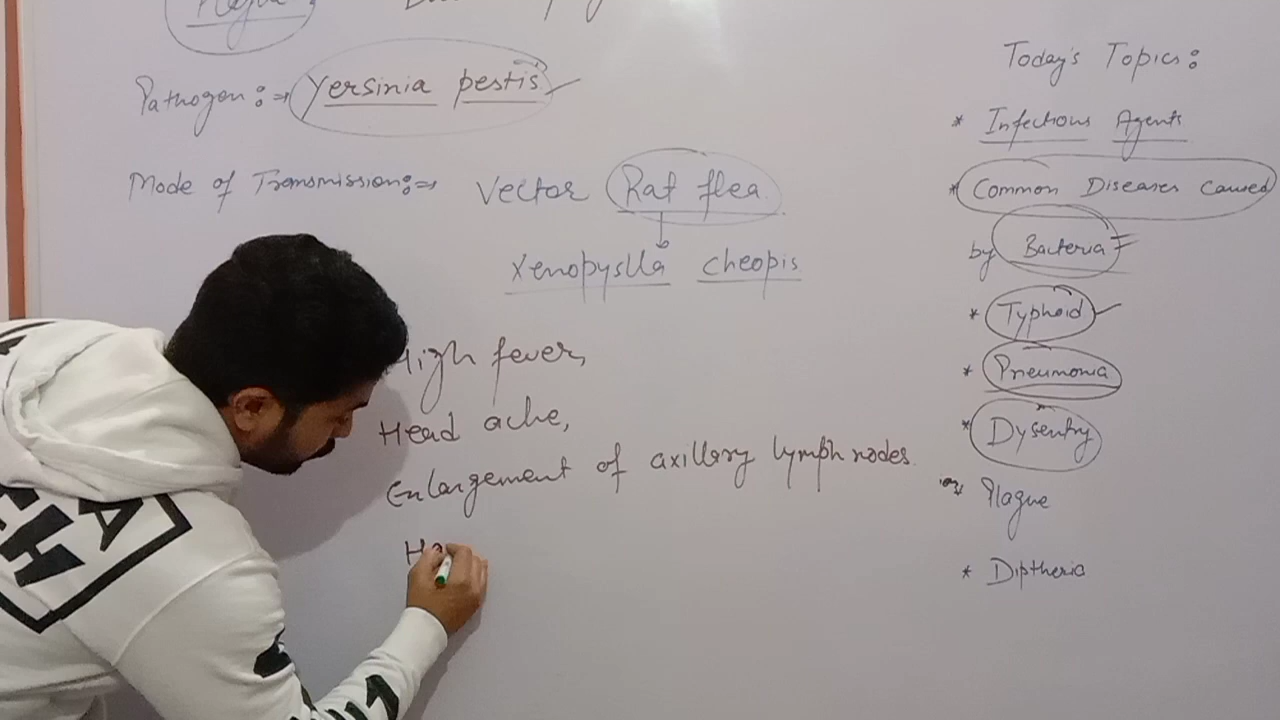 Plague :
Pathogen :⇒ Yersinia pestis
Mode of Transmission :⇒ Vector Rat flea
Xenopyslla cheopis
High fever,
Head ache,
Enlargement of axillary lymph nodes.
Today's Topics :
* Infectious Agents
* Common Diseases Caused
by Bacteria
* Typhoid
* Pneumonia
* Dysentry
Plague
* Diptheria